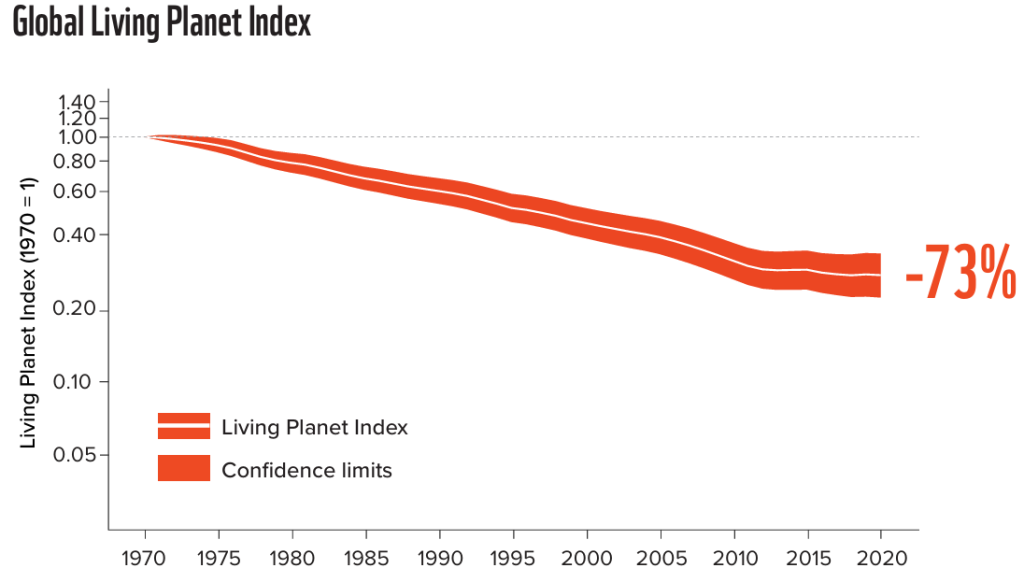 Global Living Planet Index
Living Planet Index (1970 = 1)
1.40
1.20
1.00
0.80
0.60
0.40
0.20
0.10
0.05
-73%
Living Planet Index
Confidence limits
1970 1975 1980 1985 1990 1995 2000 2005 2010 2015 2020